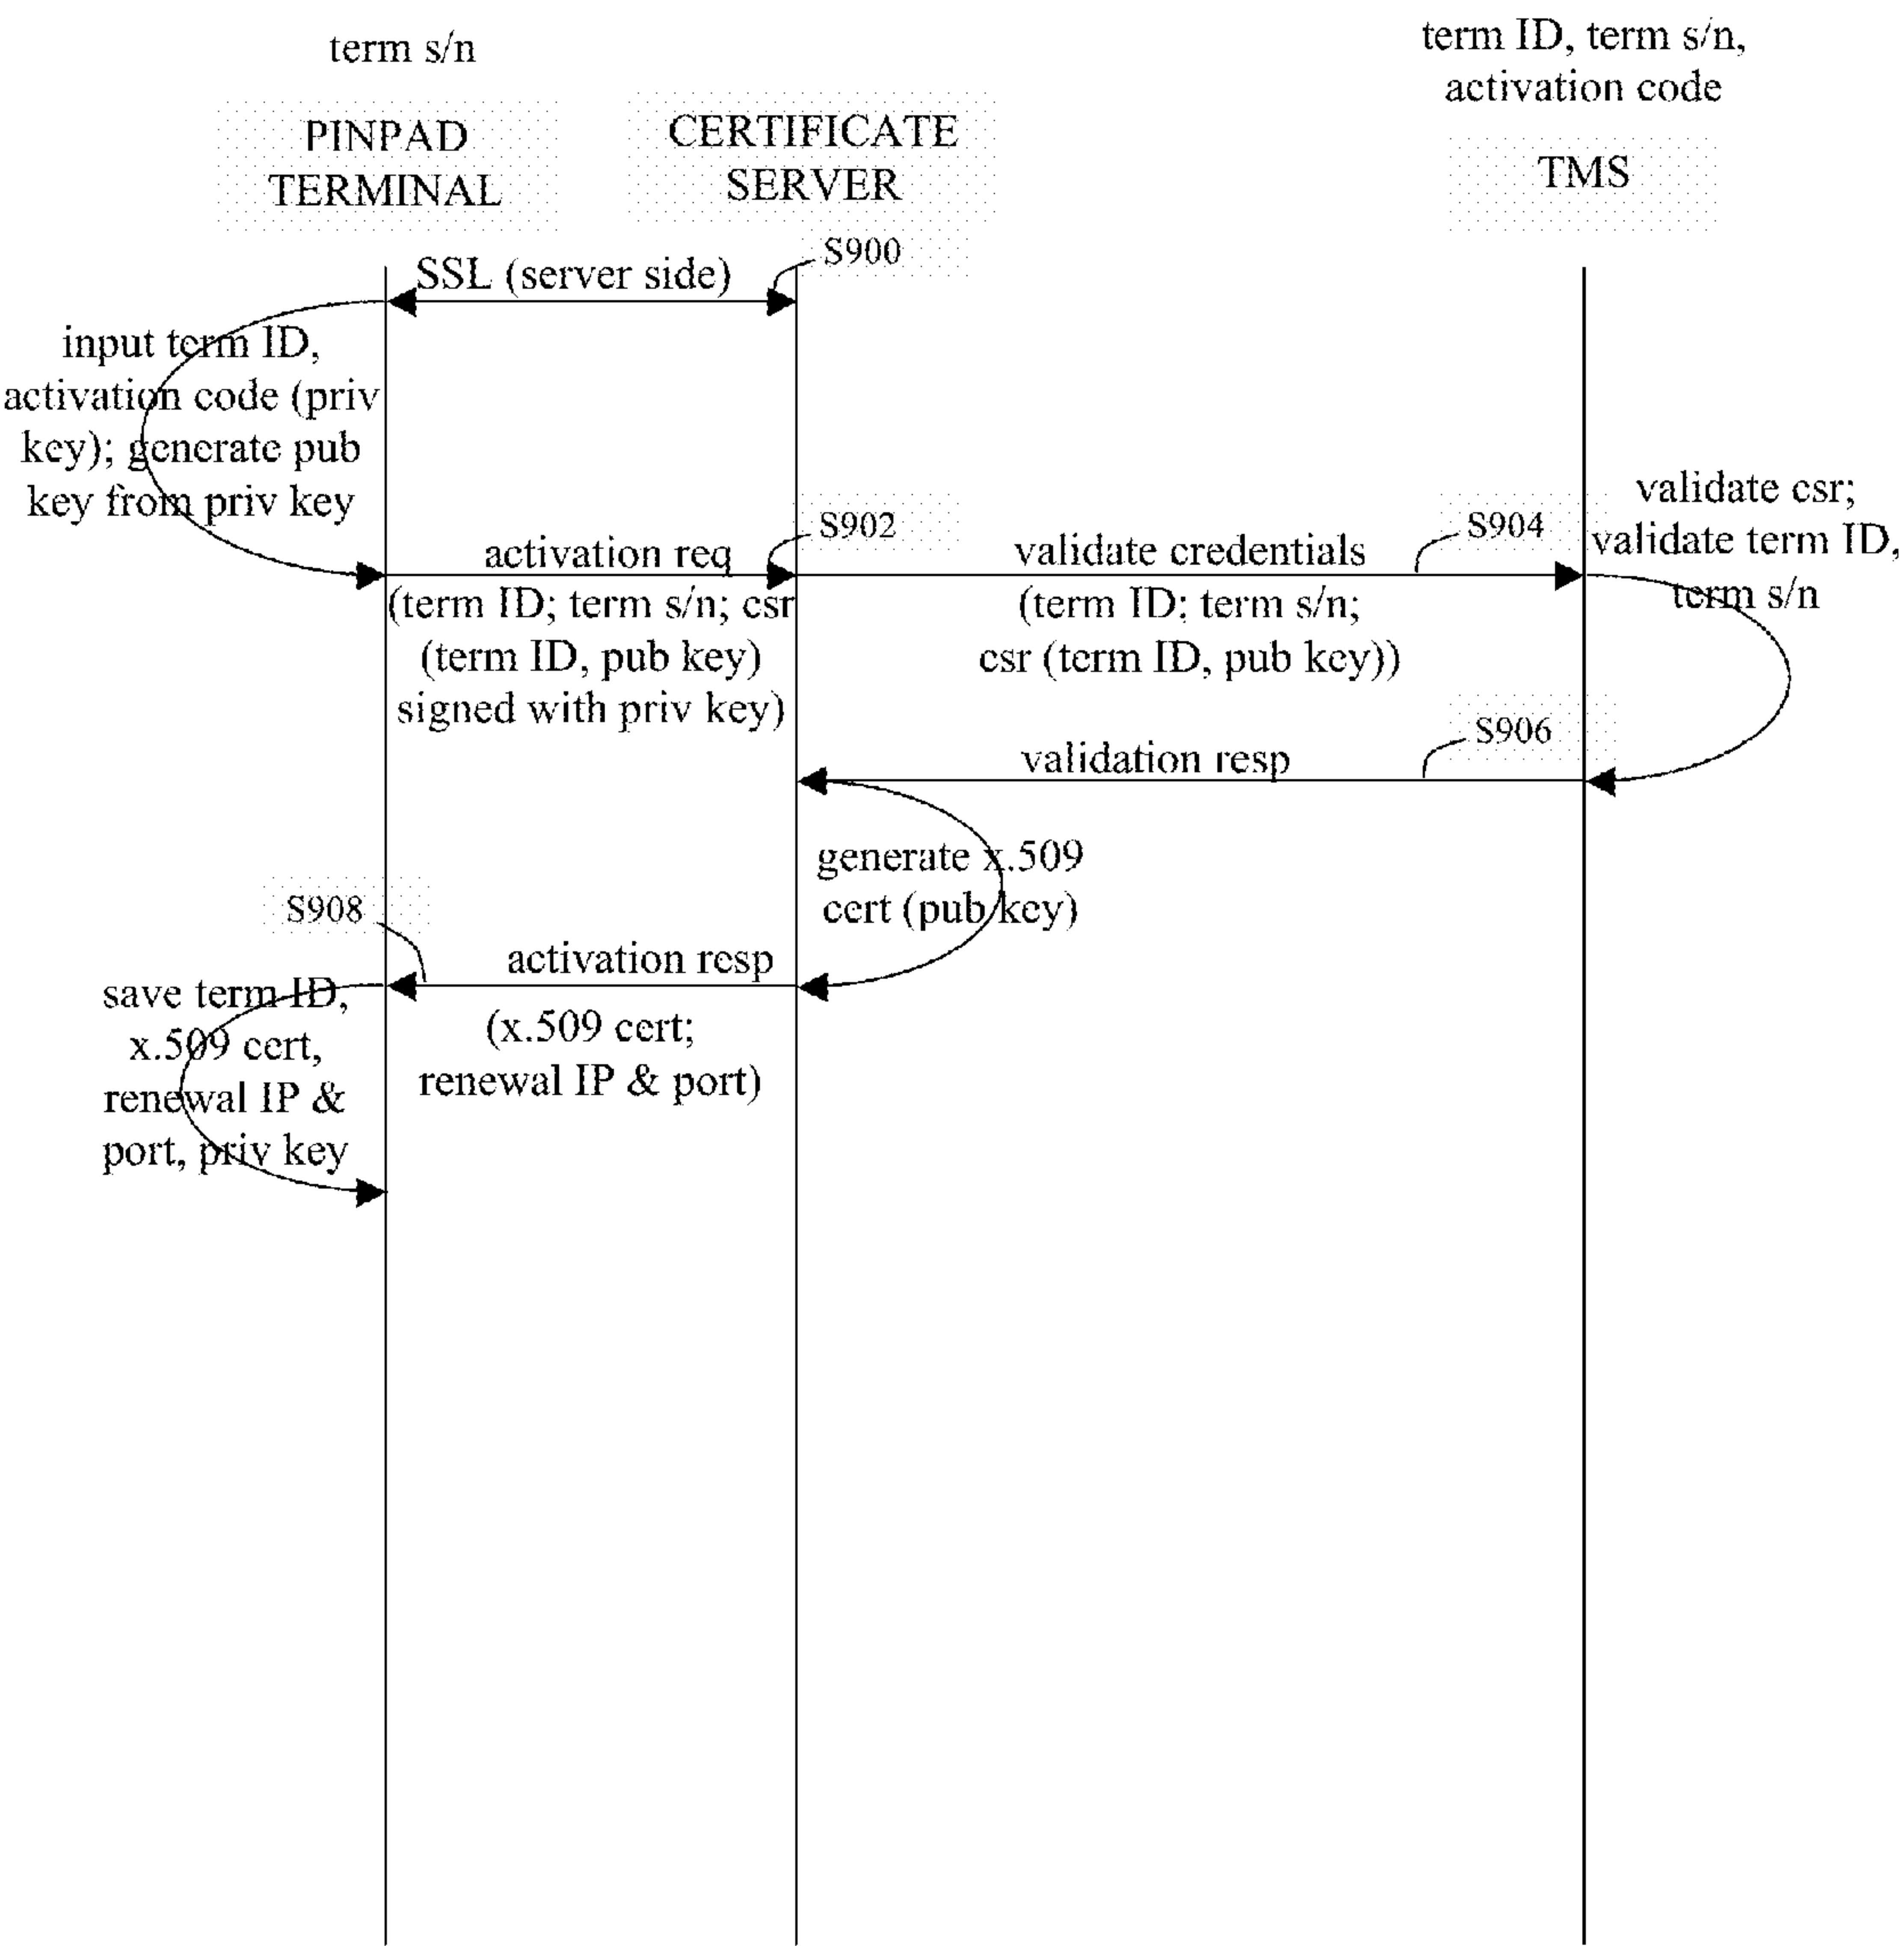 term s/n
term ID, term s/n,
activation code
PINPAD
TERMINAL
CERTIFICATE
SERVER
TMS
S900
SSL (server side)
input term ID,
activation code (priv
key); generate pub
key from priv key
S902
activation req
(term ID; term s/n; csr
(term ID, pub key)
signed with priv key)
S904
validate credentials
(term ID; term s/n;
csr (term ID, pub key))
validate csr;
validate term ID,
term s/n
S906
validation resp
generate x.509
cert (pub key)
S908
activation resp
(x.509 cert;
renewal IP & port)
save term ID,
x.509 cert,
renewal IP &
port, priv key